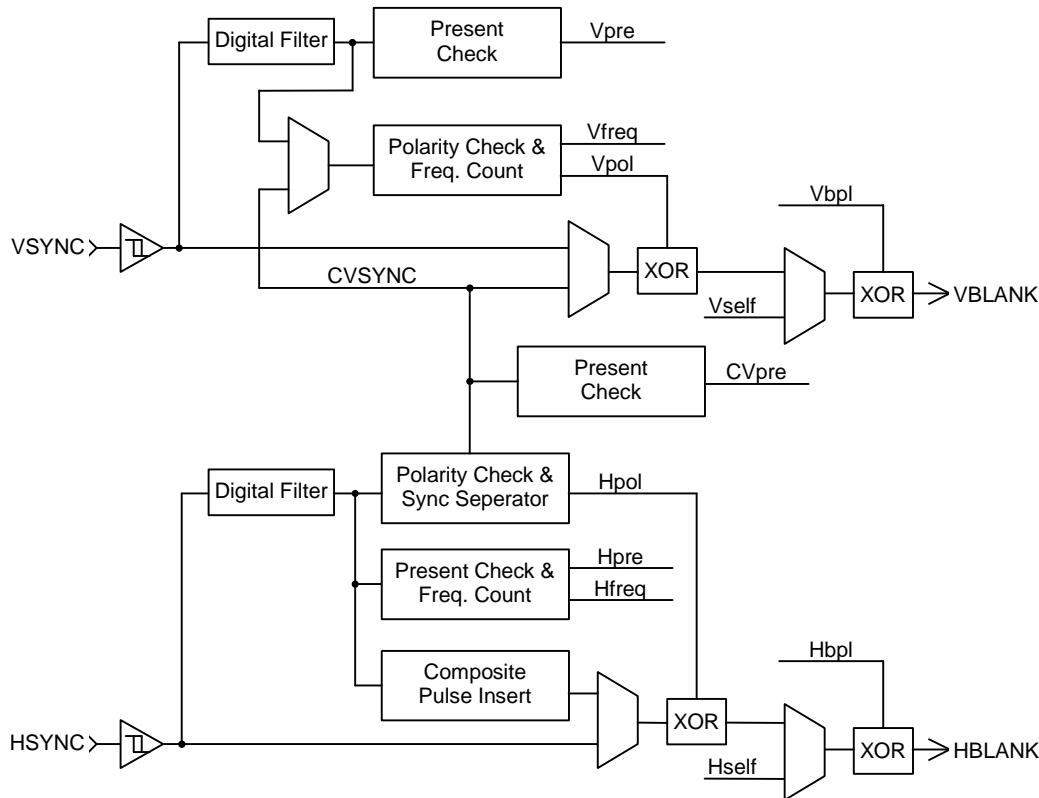 Digital Filter
Present
Check
Vpre
Polarity Check &
Freq. Count
Vfreq
Vpol
Vbpl
VSYNC
CVSYNC
XOR
Vself
XOR
VBLANK
Present
Check
CVpre
Digital Filter
Polarity Check &
Sync Seperator
Hpol
Present Check &
Freq. Count
Hpre
Hfreq
Composite
Pulse Insert
Hbpl
HSYNC
XOR
Hself
XOR
HBLANK